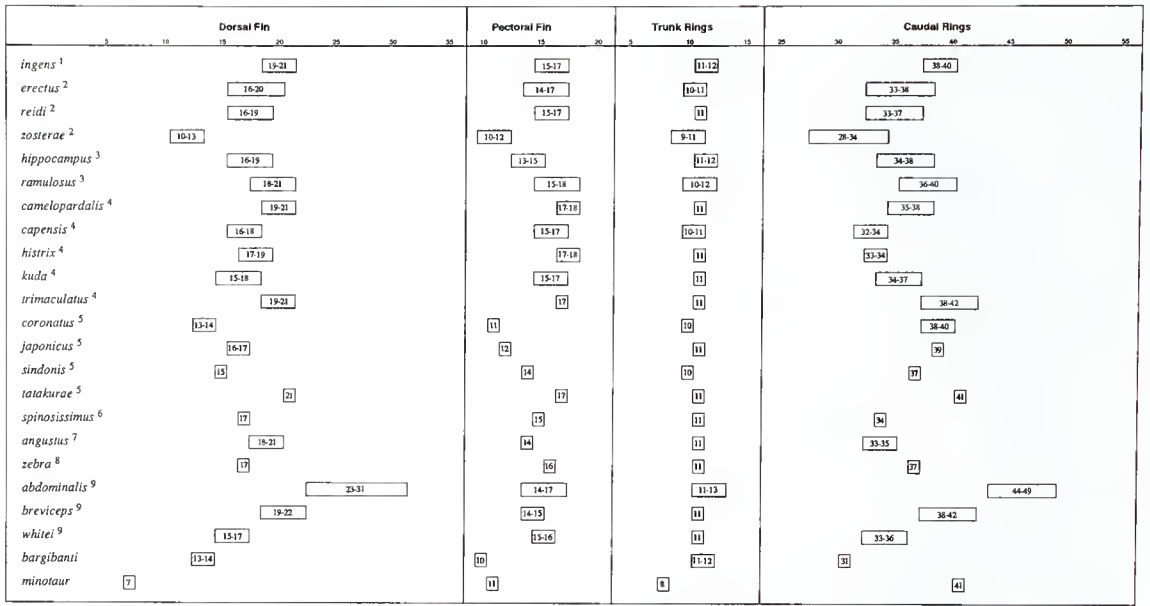 Dorsal Fin Pectoral Fin Trunk Rings Caudal Rings
5 10 15 20 25 30 35 10 15 20 5 10 15 25 30 35 40 45 50 55
ingens 1 19-21 15-17 11-12 38-40
erectus 2 16-20 14-17 10-11 33-38
reidi 2 16-19 15-17 11 33-37
zosterae 2 10-13 10-12 9-11 28-34
hippocampus 3 16-19 13-15 11-12 34-38
ramulosus 3 18-21 15-18 10-12 36-40
camelopardalis 4 19-21 17-18 11 35-38
capensis 4 16-18 15-17 10-11 32-34
histrix 4 17-19 17-18 11 33-34
kuda 4 15-18 15-17 11 34-37
trimaculatus 4 19-21 17 11 38-42
coronatus 5 13-14 11 10 38-40
japonicus 5 16-17 12 11 39
sindonis 5 15 14 10 37
tatakurae 5 21 17 11 41
spinosissimus 6 17 15 11 34
angustus 7 18-21 14 11 33-35
zebra 8 17 16 11 37
abdominalis 9 23-31 14-17 11-13 44-49
breviceps 9 19-22 14-15 11 38-42
whitei 9 15-17 15-16 11 33-36
bargibanti 13-14 10 11-12 31
minotaur 7 11 8 41